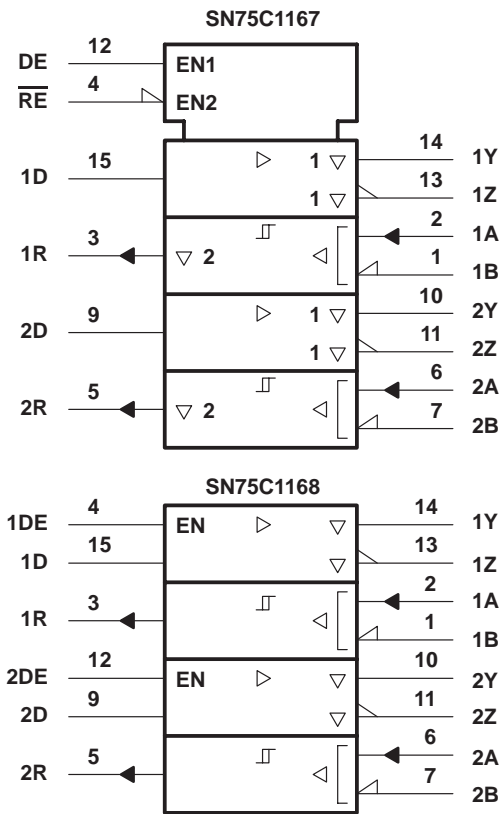 SN75C1167
DE 12 EN1
RE 4 EN2
1D 15 1 14 1Y
1 13 1Z
1R 3 2 2 1A
1 1B
2D 9 1 10 2Y
1 11 2Z
2R 5 2 6 2A
7 2B
SN75C1168
1DE 4 EN 14 1Y
1D 15 13 1Z
1R 3 2 1A
1 1B
2DE 12 EN 10 2Y
2D 9 11 2Z
2R 5 6 2A
7 2B